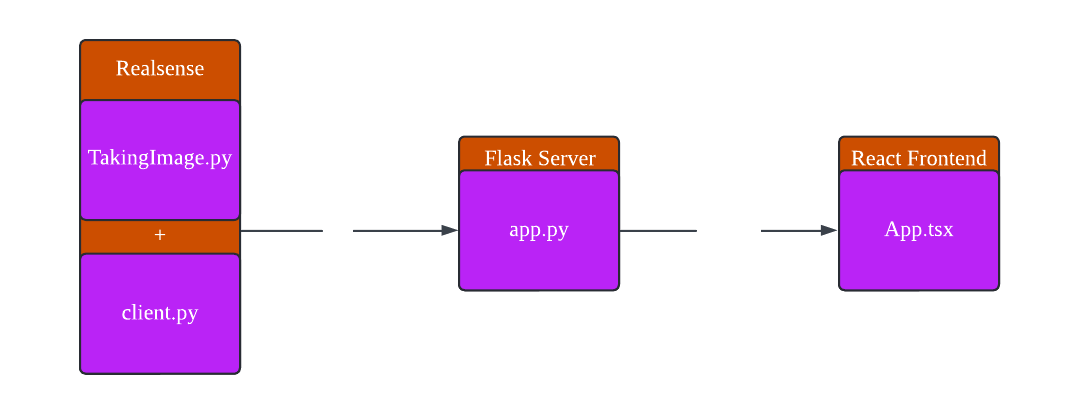 Realsense
TakingImage.py
+
client.py
Flask Server
app.py
React Frontend
App.tsx